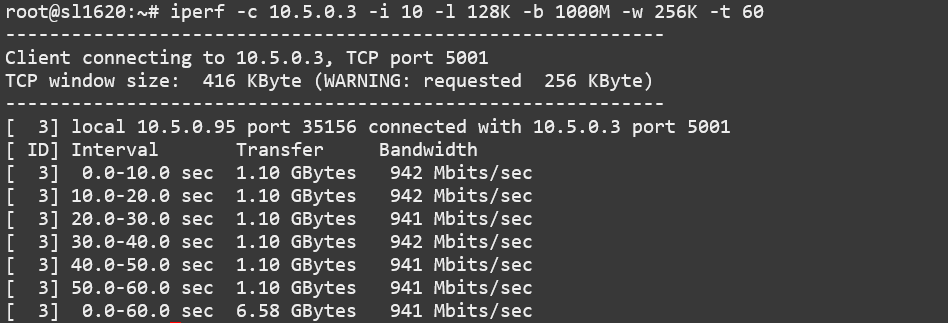 root@sl1620:~# iperf -c 10.5.0.3 -i 10 -l 128K -b 1000M -w 256K -t 60
------------------------------------------------------------
Client connecting to 10.5.0.3, TCP port 5001
TCP window size:  416 KByte (WARNING: requested  256 KByte)
------------------------------------------------------------
[  3] local 10.5.0.95 port 35156 connected with 10.5.0.3 port 5001
[ ID] Interval       Transfer     Bandwidth
[  3]  0.0-10.0 sec  1.10 GBytes   942 Mbits/sec
[  3] 10.0-20.0 sec  1.10 GBytes   942 Mbits/sec
[  3] 20.0-30.0 sec  1.10 GBytes   941 Mbits/sec
[  3] 30.0-40.0 sec  1.10 GBytes   942 Mbits/sec
[  3] 40.0-50.0 sec  1.10 GBytes   941 Mbits/sec
[  3] 50.0-60.0 sec  1.10 GBytes   941 Mbits/sec
[  3]  0.0-60.0 sec  6.58 GBytes   941 Mbits/sec